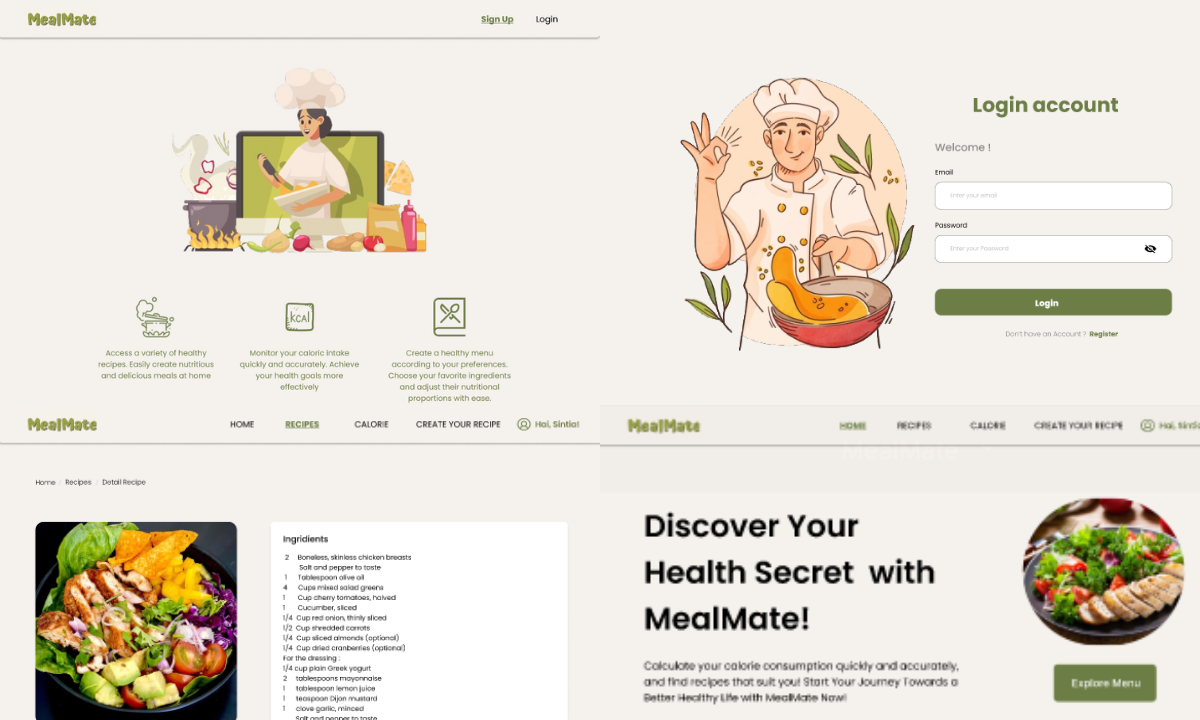 MealMate
Sign Up
Login
KCAL
Access a variety of healthy
recipes. Easily create nutritious
and delicious meals at home
Monitor your caloric intake
quickly and accurately. Achieve
your health goals more
effectively
Create a healthy menu
according to your preferences.
Choose your favorite ingredients
and adjust their nutritional
proportions with ease.
Login account
Welcome !
Email
Enter your email
Password
Enter your Password
Login
Don't have an Account ? Register
MealMate
HOME
RECIPES
CALORIE
CREATE YOUR RECIPE
Hai, Sintia!
Home / Recipes / Detail Recipe
Ingridients
2 Boneless, skinless chicken breasts
Salt and pepper to taste
1 Tablespoon olive oil
4 Cups mixed salad greens
1 Cup cherry tomatoes, halved
1 Cucumber, sliced
1/4 Cup red onion, thinly sliced
1/2 Cup shredded carrots
1/4 Cup sliced almonds (optional)
1/4 Cup dried cranberries (optional)
For the dressing :
1/4 cup plain Greek yogurt
2 tablespoons mayonnaise
1 tablespoon lemon juice
1 teaspoon Dijon mustard
1 clove garlic, minced
Salt and pepper to taste
MealMate
HOME
RECIPES
CALORIE
CREATE YOUR RECIPE
Hai,
MealMate
Discover Your
Health Secret with
MealMate!
Calculate your calorie consumption quickly and accurately,
and find recipes that suit you! Start Your Journey Towards a
Better Healthy Life with MealMate Now!
Explore Menu